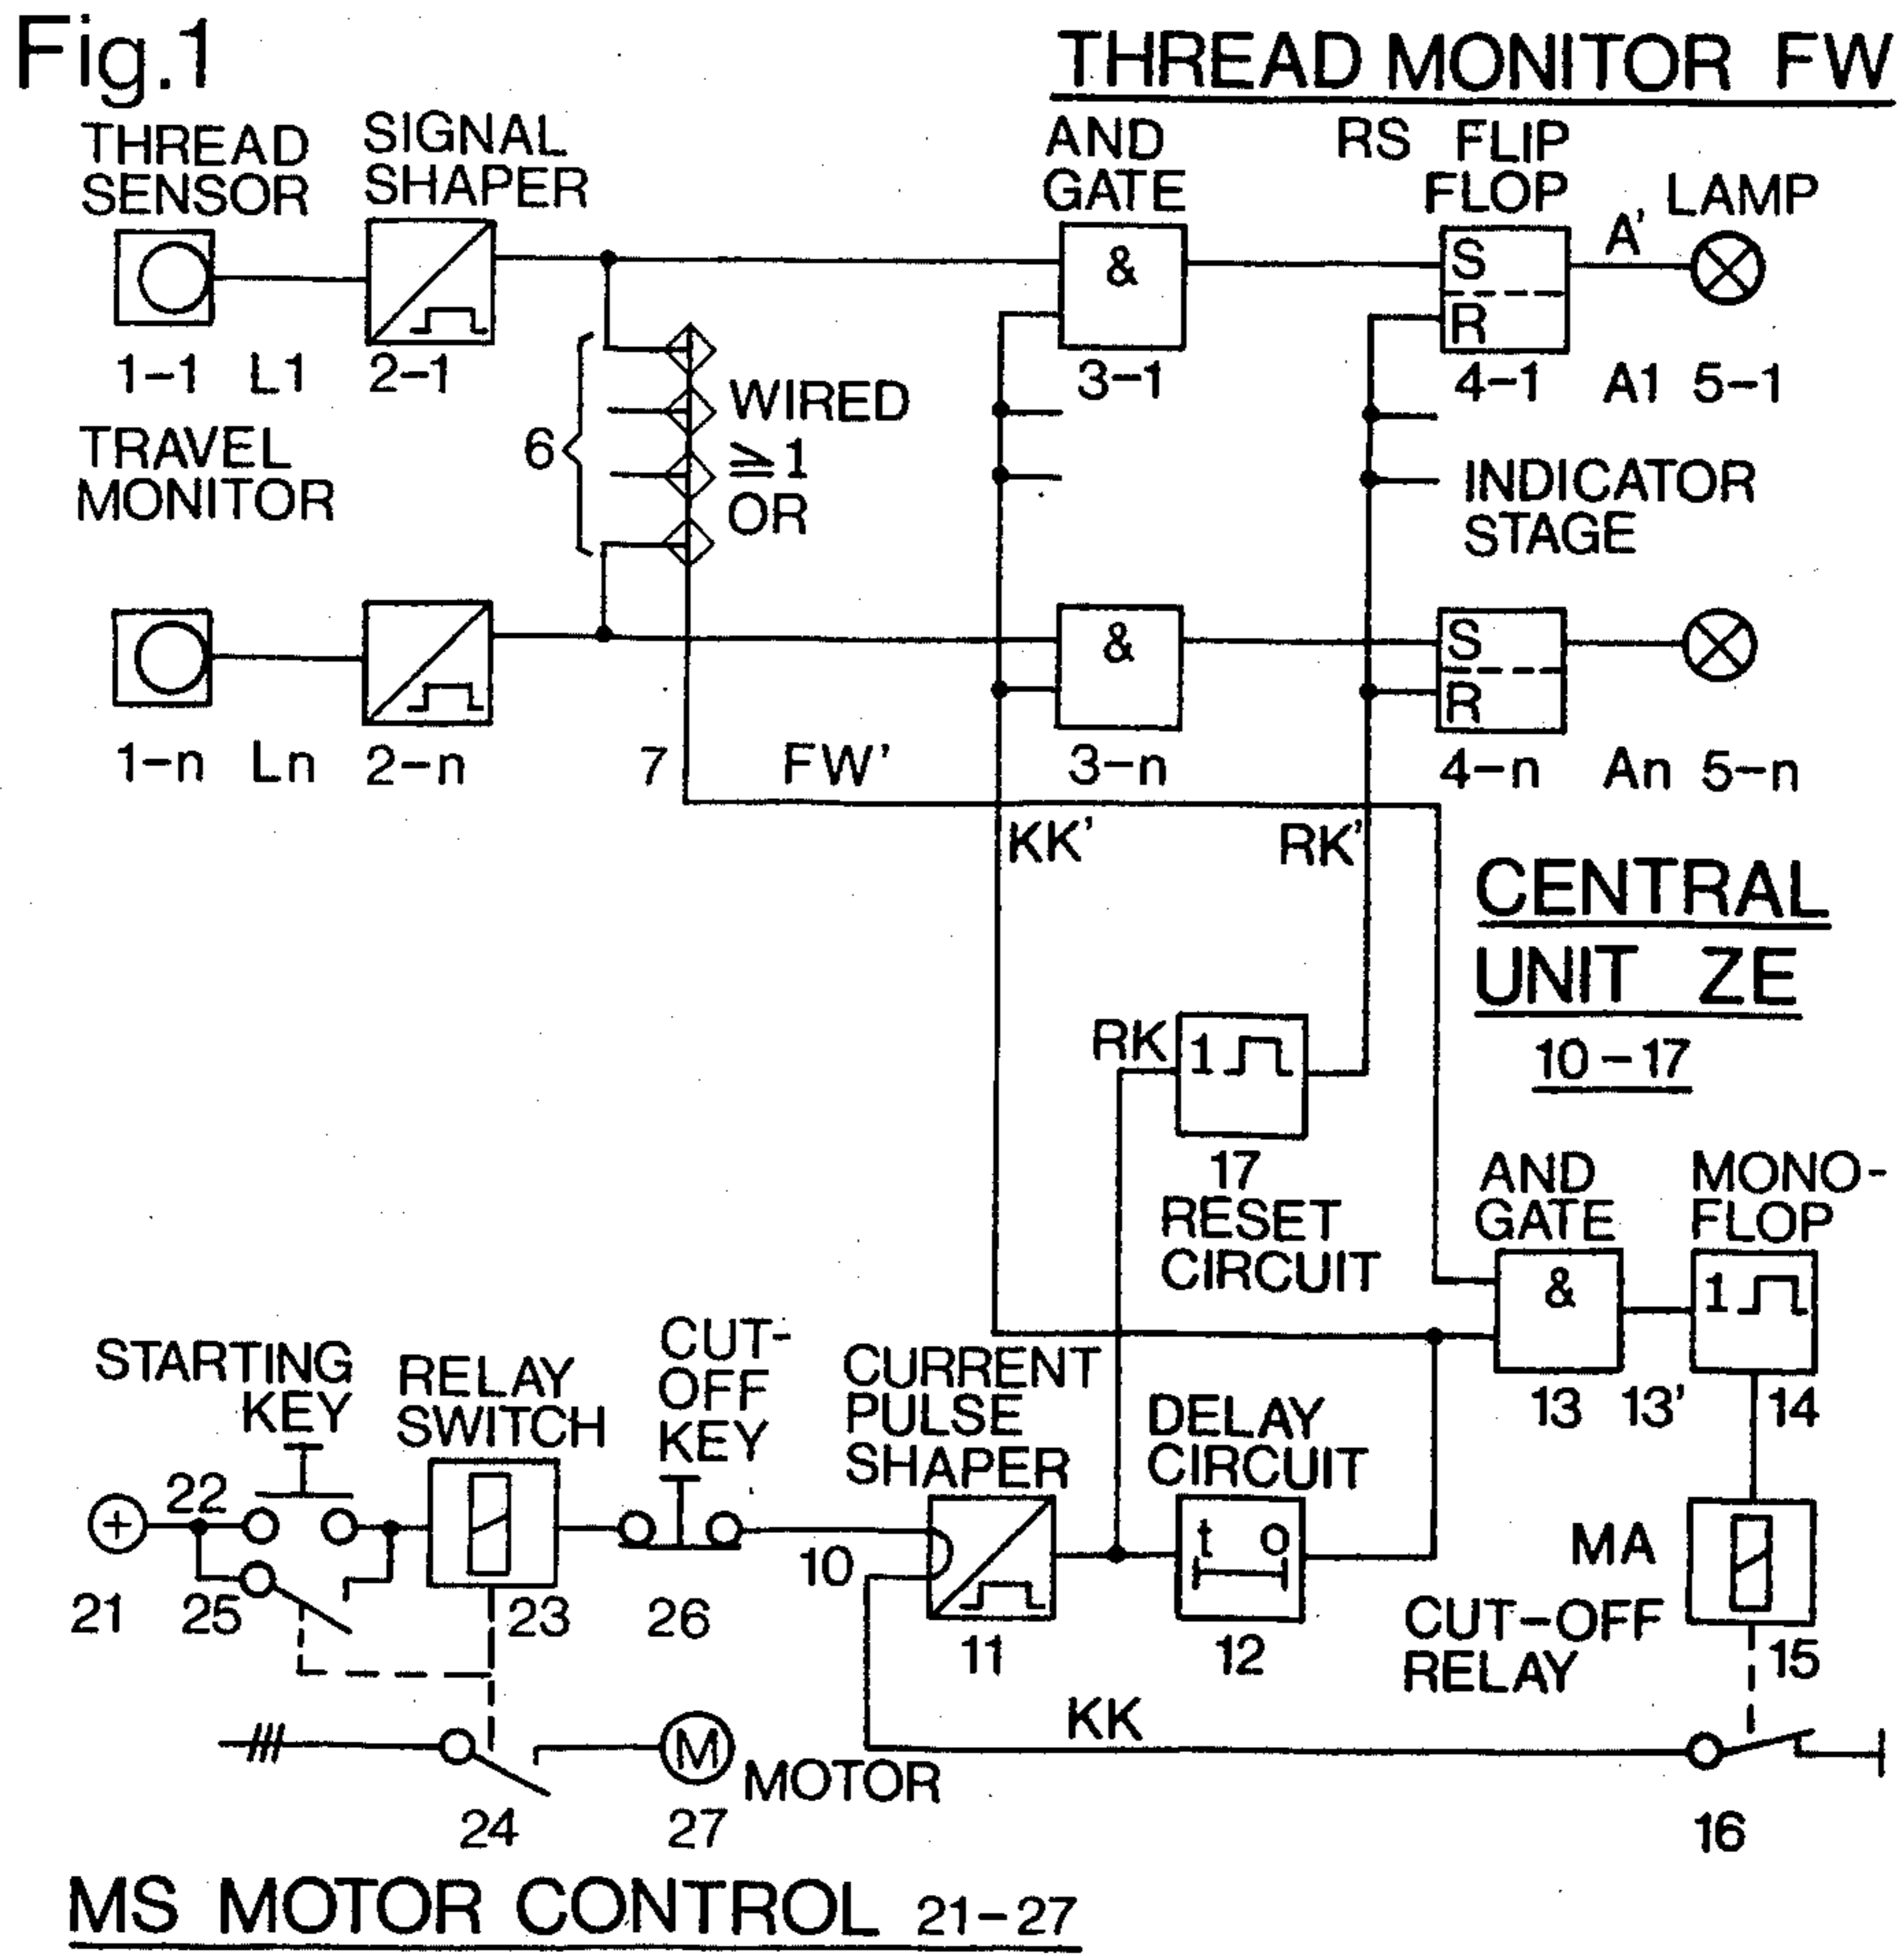 Fig.1
THREAD MONITOR FW
THREAD
SENSOR
SIGNAL
SHAPER
AND
GATE
RS FLIP
FLOP
A'
LAMP
&
S
R
1-1 L1 2-1
3-1
4-1 A1 5-1
TRAVEL
MONITOR
6
WIRED
≥1
OR
INDICATOR
STAGE
&
S
R
1-n Ln 2-n
7
FW'
3-n
4-n An 5-n
KK'
RK'
CENTRAL
UNIT ZE
10-17
RK
1
17
RESET
CIRCUIT
AND
GATE
MONO-
FLOP
&
1
13 13' 14
STARTING
KEY
RELAY
SWITCH
CUT-
OFF
KEY
CURRENT
PULSE
SHAPER
DELAY
CIRCUIT
22
+
10
t O
MA
21 25 23 26
11
12
CUT-OFF
RELAY
15
KK
M
MOTOR
24
27
16
MS MOTOR CONTROL 21-27